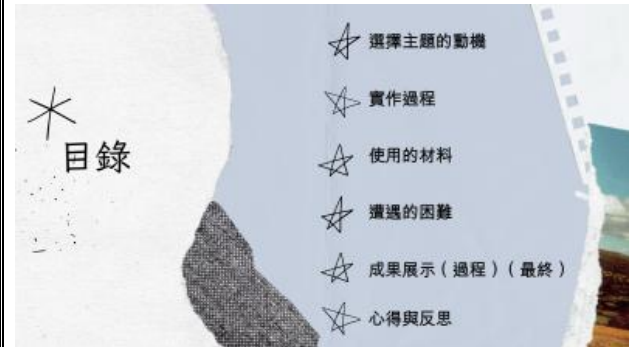 目錄
選擇主題的動機
實作過程
使用的材料
遭遇的困難
成果展示（過程）（最終）
心得與反思